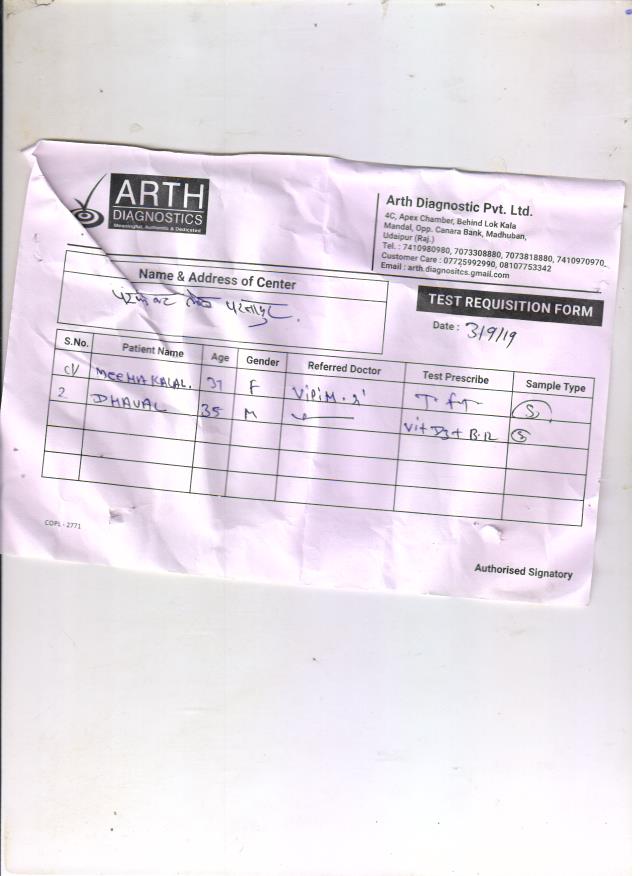 ARTH
DIAGNOSTICS
Meaningful, Authentic & Dedicated
Arth Diagnostic Pvt. Ltd.
4C, Apex Chamber, Behind Lok Kala
Mandal, Opp. Canara Bank, Madhuban,
Udaipur (Raj.)
Tel. : 7410980980, 7073308880, 7073818880, 7410970970
Customer Care : 07725992990, 08107753342
Email : arth.diagnositcs.gmail.com
Name & Address of Center
TEST REQUISITION FORM
Date : 3/9/19
S.No. Patient Name Age Gender Referred Doctor Test Prescribe Sample Type
MEENA KALAL. 37 F T.f.T S
2 DHAVAL 35 M Vit D3 + B.12 S
COPL - 2771
Authorised Signatory